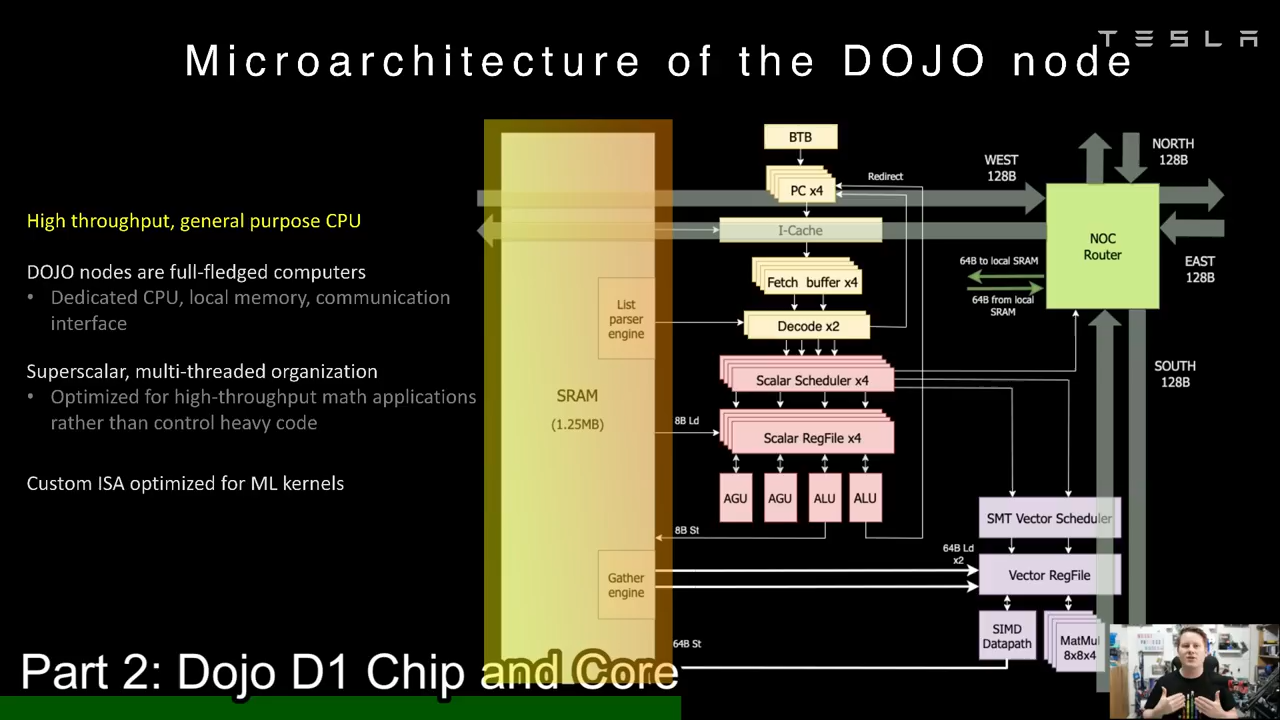 TESLA
Microarchitecture of the DOJO node
High throughput, general purpose CPU
DOJO nodes are full-fledged computers
• Dedicated CPU, local memory, communication
interface
Superscalar, multi-threaded organization
• Optimized for high-throughput math applications
rather than control heavy code
Custom ISA optimized for ML kernels
SRAM
(1.25MB)
List
parser
engine
Gather
engine
BTB
PC x4
Redirect
I-Cache
Fetch buffer x4
Decode x2
Scalar Scheduler x4
8B Ld
Scalar RegFile x4
AGU
AGU
ALU
ALU
8B St
64B Ld
x2
64B St
WEST
128B
NORTH
128B
NOC
Router
EAST
128B
64B to local SRAM
64B from local
SRAM
SOUTH
128B
SMT Vector Scheduler
Vector RegFile
SIMD
Datapath
MatMul
8x8x4
Part 2: Dojo D1 Chip and Core